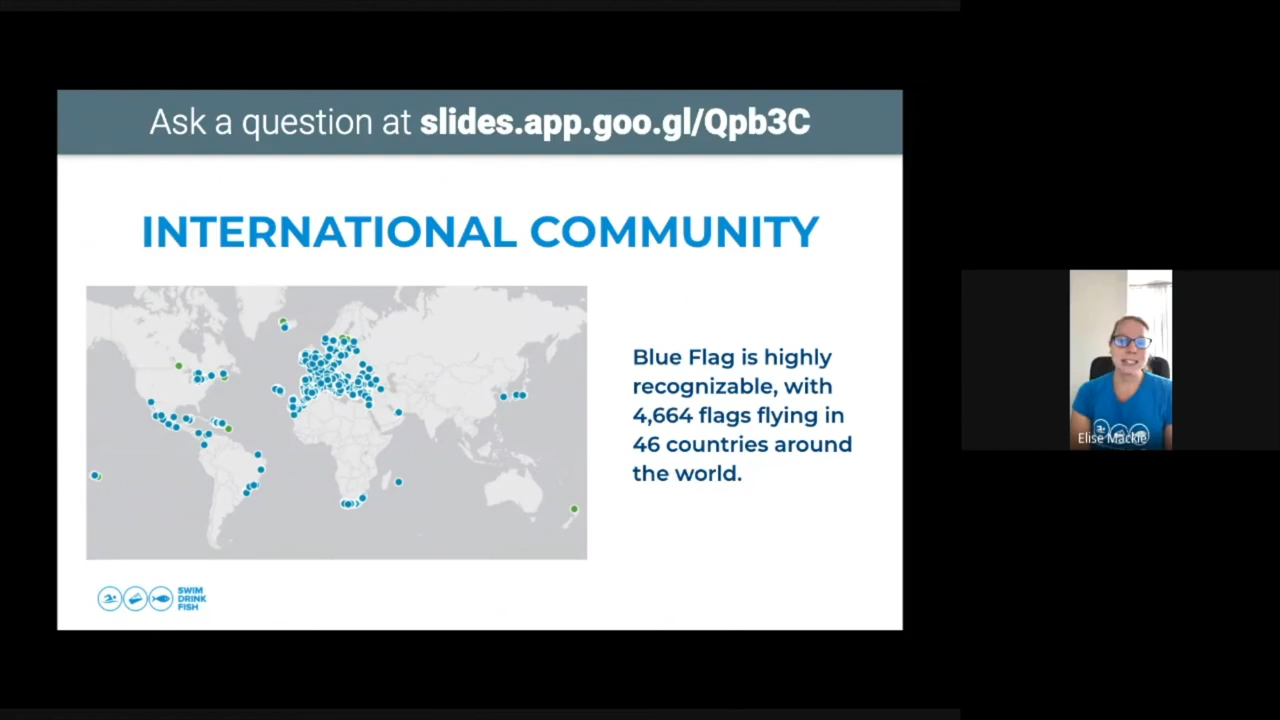 Ask a question at slides.app.goo.gl/Qpb3C
INTERNATIONAL COMMUNITY
Blue Flag is highly
recognizable, with
4,664 flags flying in
46 countries around
the world.
SWIM
DRINK
FISH
Elise Mackie